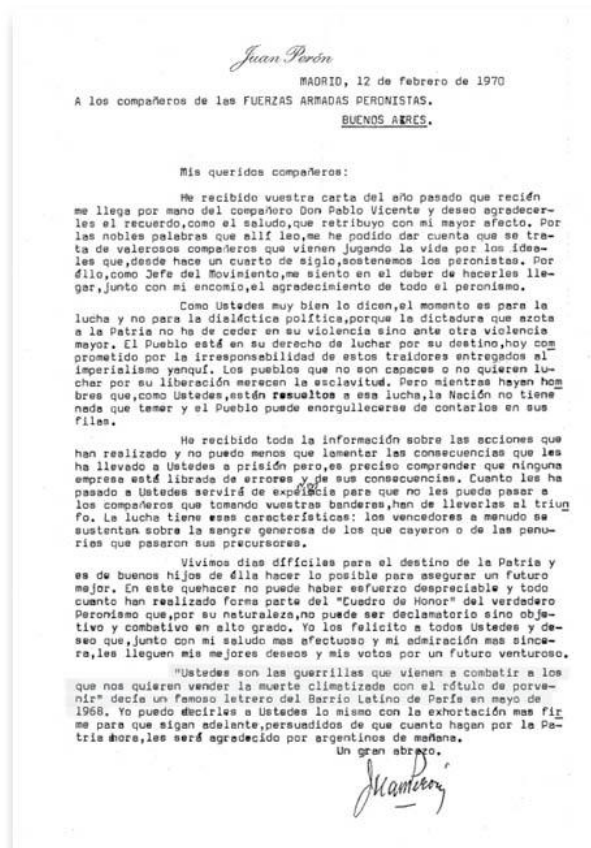 Juan Perón
MADRID, 12 de febrero de 1970
A los compañeros de las FUERZAS ARMADAS PERONISTAS.
BUENOS AIRES.
Mis queridos compañeros:
He recibido vuestra carta del año pasado que recién
me llega por mano del compañero Don Pablo Vicente y deseo agradecer-
les el recuerdo,como el saludo,que retribuyo con mi mayor afecto. Por
las nobles palabras que allí leo,me he podido dar cuenta que se tra-
ta de valerosos compañeros que vienen jugando la vida por los idea-
les que,desde hace un cuarto de siglo,sostenemos los peronistas. Por
éllo,como Jefe del Movimiento,me siento en el deber de hacerles lle-
gar,junto con mi encomio,el agradecimiento de todo el peronismo.
Como Ustedes muy bien lo dicen,el momento es para la
lucha y no para la dialéctica política,porque la dictadura que azota
a la Patria no ha de ceder en su violencia sino ante otra violencia
mayor. El Pueblo está en su derecho de luchar por su destino,hoy com
prometido por la irresponsabilidad de estos traidores entregados al
imperialismo yanquí. Los pueblos que no son capaces o no quieren lu-
char por su liberación merecen la esclavitud. Pero mientras hayan hom
bres que,como Ustedes,están resueltos a esa lucha,la Nación no tiene
nada que temer y el Pueblo puede enorgullecerse de contarlos en sus
filas.
He recibido toda la información sobre las acciones que
han realizado y no puedo menos que lamentar las consecuencias que les
ha llevado a Ustedes a prisión pero,es preciso comprender que ninguna
empresa está librada de errores y de sus consecuencias. Cuanto les ha
pasado a Ustedes servirá de experiencia para que no les pueda pasar a
los compañeros que tomando vuestras banderas,han de llevarlas al triun
fo. La lucha tiene esas características: los vencedores a menudo se
sustentan sobre la sangre generosa de los que cayeron o de las penu-
rias que pasaron sus precursores.
Vivimos dias difíciles para el destino de la Patria y
es de buenos hijos de élla hacer lo posible para asegurar un futuro
mejor. En este quehacer no puede haber esfuerzo despreciable y todo
cuanto han realizado forma parte del "Cuadro de Honor" del verdadero
Peronismo que,por su naturaleza,no puede ser declamatorio sino obje-
tivo y combativo en alto grado. Yo los felicito a todos Ustedes y de-
seo que,junto con mi saludo mas afectuoso y mi admiración mas since-
ra,les lleguen mis mejores deseos y mis votos por un futuro venturoso.
"Ustedes son las guerrillas que vienen a combatir a los
que nos quieren vender la muerte climatizada con el rótulo de porve-
nir" decía un famoso letrero del Barrio Latino de París en mayo de
1968. Yo puedo decirles a Ustedes lo mismo con la exhortación mas fir
me para que sigan adelante,persuadidos de que cuanto hagan por la Pa-
tria ahora,les será agradecido por argentinos de mañana.
Un gran abrazo.
Juan Perón